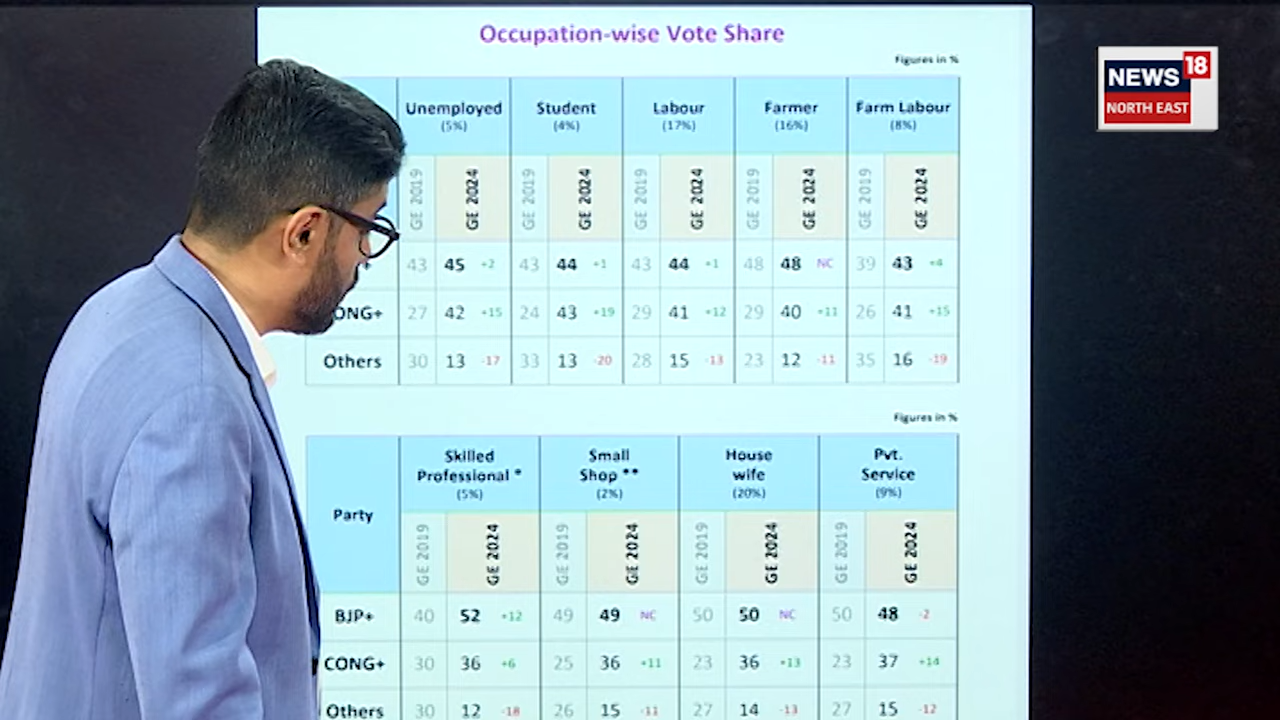 Occupation-wise Vote Share
Figures in %
Unemployed Student Labour Farmer Farm Labour
(5%) (4%) (17%) (16%) (8%)
GE 2019 GE 2024 GE 2019 GE 2024 GE 2019 GE 2024 GE 2019 GE 2024 GE 2019 GE 2024
+ 43 45 +2 43 44 +1 43 44 +1 48 48 NC 39 43 +4
ONG+ 27 42 +15 24 43 +19 29 41 +12 29 40 +11 26 41 +15
Others 30 13 -17 33 13 -20 28 15 -13 23 12 -11 35 16 -19
Figures in %
Party
Skilled Small House Pvt.
Professional * Shop ** wife Service
(5%) (2%) (20%) (9%)
GE 2019 GE 2024 GE 2019 GE 2024 GE 2019 GE 2024 GE 2019 GE 2024
BJP+ 40 52 +12 49 49 NC 50 50 NC 50 48 -2
CONG+ 30 36 +6 25 36 +11 23 36 +13 23 37 +14
Others 30 12 -18 26 15 -11 27 14 -13 27 15 -12
NEWS 18
NORTH EAST